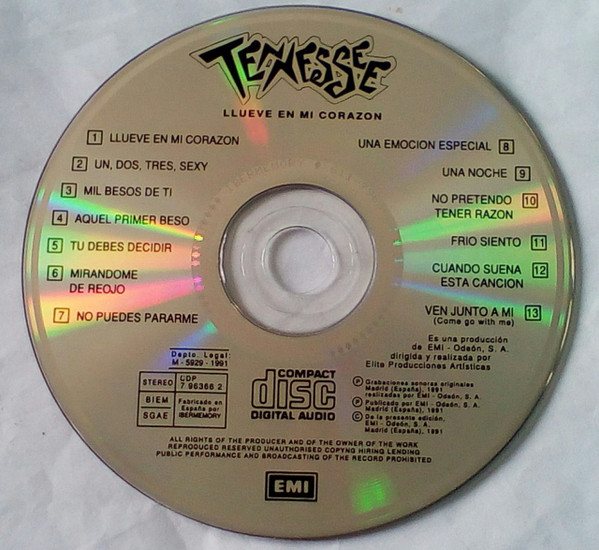 TENNESSEE
LLUEVE EN MI CORAZON
1 LLUEVE EN MI CORAZON
2 UN, DOS, TRES, SEXY
3 MIL BESOS DE TI
4 AQUEL PRIMER BESO
5 TU DEBES DECIDIR
6 MIRANDOME
DE REOJO
7 NO PUEDES PARARME
UNA EMOCION ESPECIAL 8
UNA NOCHE 9
NO PRETENDO 10
TENER RAZON
FRIO SIENTO 11
CUANDO SUENA 12
ESTA CANCION
VEN JUNTO A MI 13
(Come go with me)
Es una producción
de EMI - Odeón, S. A.
dirigida y realizada por
Elite Producciones Artísticas
Depto. Legal:
M - 5929 - 1991
STEREO
CDP
7 96366 2
BIEM
SGAE
Fabricado en
España por
IBERMEMORY
COMPACT
disc
DIGITAL AUDIO
Ⓟ Grabaciones sonoras originales
Madrid (España), 1991
realizadas por EMI - Odeón, S. A.
Ⓟ Publicado por EMI - Odeón, S. A.
Madrid (España), 1991
© De la presente edición,
EMI - Odeón, S. A.
Madrid (España), 1991
ALL RIGHTS OF THE PRODUCER AND OF THE OWNER OF THE WORK
REPRODUCED RESERVED UNAUTHORISED COPYNG HIRING LENDING
PUBLIC PERFORMANCE AND BROADCASTING OF THE RECORD PROHIBITED
EMI